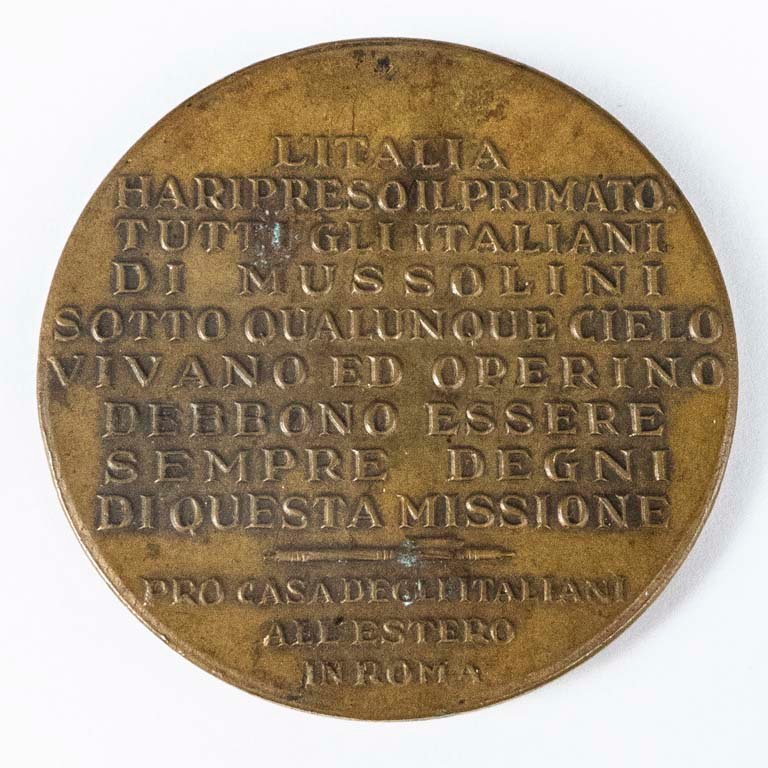 L'ITALIA
HA RIPRESO IL PRIMATO.
TUTTI GLI ITALIANI
DI MUSSOLINI
SOTTO QUALUNQUE CIELO
VIVANO ED OPERINO
DEBBONO ESSERE
SEMPRE DEGNI
DI QUESTA MISSIONE
PRO CASA DEGLI ITALIANI
ALL'ESTERO
IN ROMA